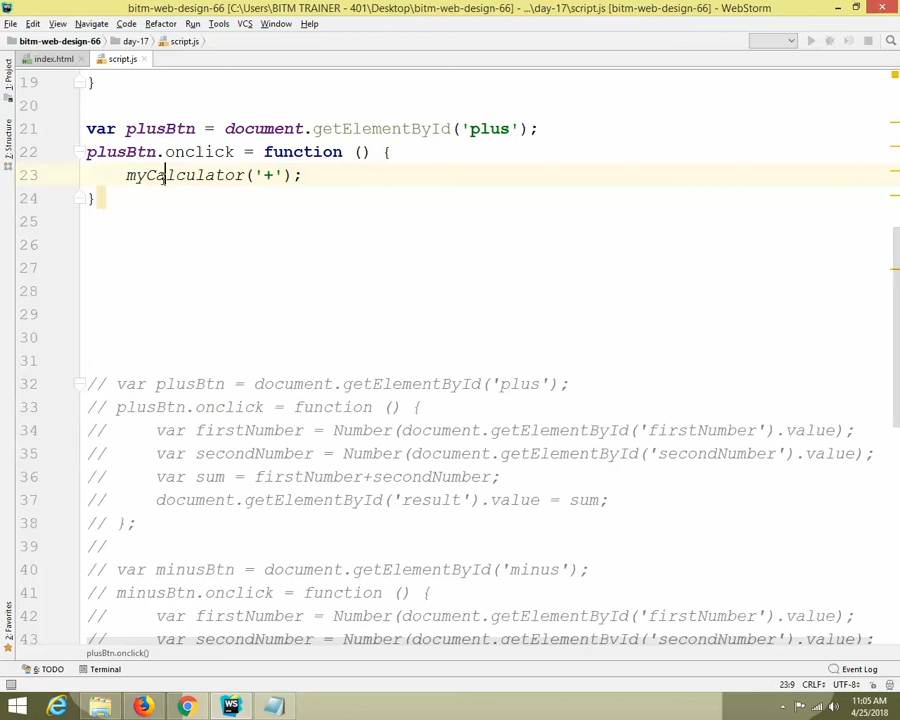 bitm-web-design-66 [C:\Users\BITM TRAINER - 401\Desktop\bitm-web-design-66] - ...\day-17\script.js [bitm-web-design-66] - WebStorm
File Edit View Navigate Code Refactor Run Tools VCS Window Help
bitm-web-design-66 day-17 script.js
index.html script.js
1: Project
Z: Structure
2: Favorites
19 }
20
21 var plusBtn = document.getElementById('plus');
22 plusBtn.onclick = function () {
23 myCalculator('+');
24 }
25
26
27
28
29
30
31
32 // var plusBtn = document.getElementById('plus');
33 // plusBtn.onclick = function () {
34 // var firstNumber = Number(document.getElementById('firstNumber').value);
35 // var secondNumber = Number(document.getElementById('secondNumber').value);
36 // var sum = firstNumber+secondNumber;
37 // document.getElementById('result').value = sum;
38 // };
39 //
40 // var minusBtn = document.getElementById('minus');
41 // minusBtn.onclick = function () {
42 // var firstNumber = Number(document.getElementById('firstNumber').value);
43 // var secondNumber = Number(document.getElementById('secondNumber').value);
plusBtn.onclick()
6: TODO Terminal Event Log
23:9 CRLF‡ UTF-8‡
WS
11:05 AM
4/25/2018